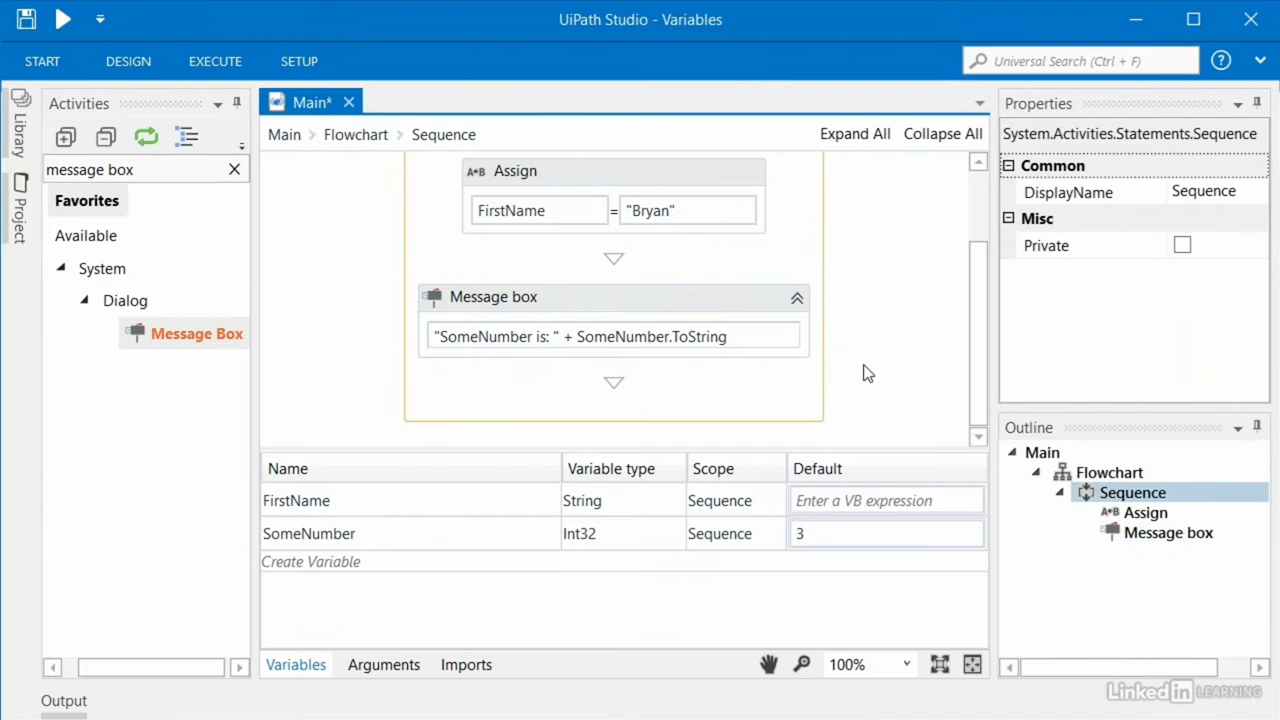 UiPath Studio - Variables
START DESIGN EXECUTE SETUP
Universal Search (Ctrl + F)
?
Library
Project
Activities
message box
Favorites
Available
System
Dialog
Message Box
Main*
Main > Flowchart > Sequence
Expand All Collapse All
A+B Assign
FirstName = "Bryan"
Message box
"SomeNumber is: " + SomeNumber.ToString
Name Variable type Scope Default
FirstName String Sequence Enter a VB expression
SomeNumber Int32 Sequence 3
Create Variable
Variables Arguments Imports 100%
Properties
System.Activities.Statements.Sequence
Common
DisplayName Sequence
Misc
Private
Outline
Main
Flowchart
Sequence
A+B Assign
Message box
Output
Linked in LEARNING